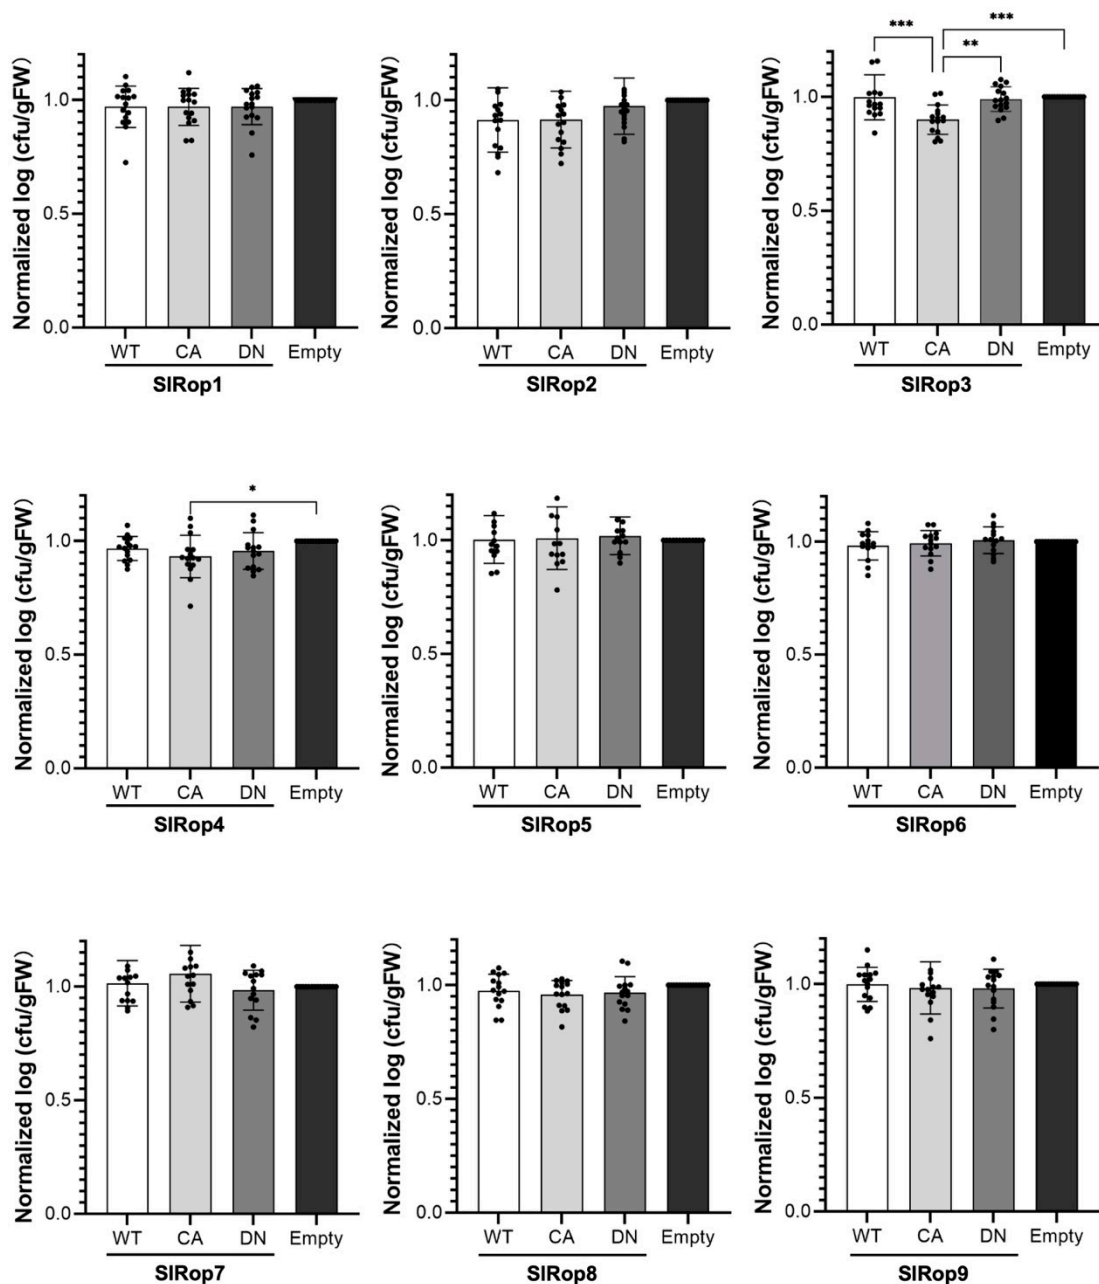 *** *** **
Normalized log (cfu/gFW)
1.0
0.5
0.0
WT CA DN Empty
SlRop1
Normalized log (cfu/gFW)
1.0
0.5
0.0
WT CA DN Empty
SlRop2
Normalized log (cfu/gFW)
1.0
0.5
0.0
WT CA DN Empty
SlRop3
*
Normalized log (cfu/gFW)
1.0
0.5
0.0
WT CA DN Empty
SlRop4
Normalized log (cfu/gFW)
1.0
0.5
0.0
WT CA DN Empty
SlRop5
Normalized log (cfu/gFW)
1.0
0.5
0.0
WT CA DN Empty
SlRop6
Normalized log (cfu/gFW)
1.0
0.5
0.0
WT CA DN Empty
SlRop7
Normalized log (cfu/gFW)
1.0
0.5
0.0
WT CA DN Empty
SlRop8
Normalized log (cfu/gFW)
1.0
0.5
0.0
WT CA DN Empty
SlRop9